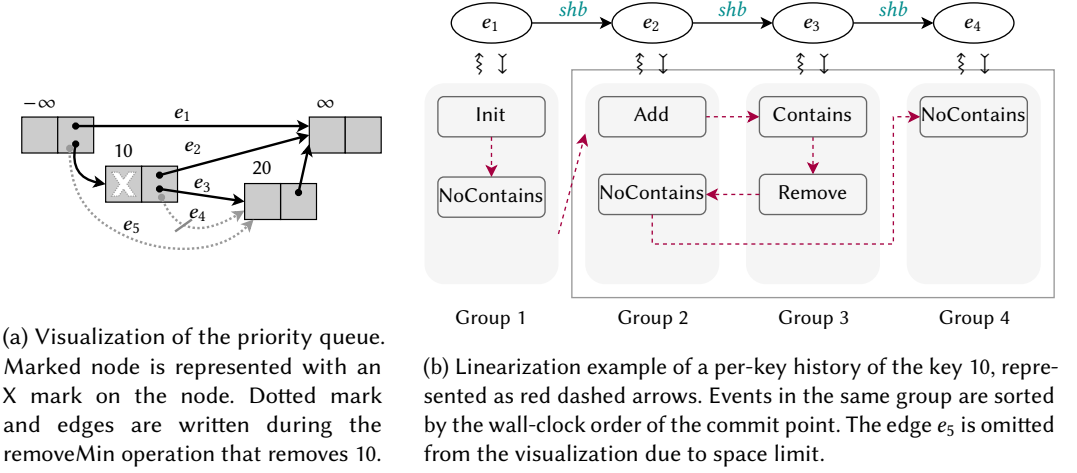 −∞
∞
e1
e2
10
20
X
e3
e4
e5
(a) Visualization of the priority queue.
Marked node is represented with an
X mark on the node. Dotted mark
and edges are written during the
removeMin operation that removes 10.
e1 shb e2 shb e3 shb e4
Init Add Contains NoContains
NoContains NoContains Remove
Group 1 Group 2 Group 3 Group 4
(b) Linearization example of a per-key history of the key 10, repre-
sented as red dashed arrows. Events in the same group are sorted
by the wall-clock order of the commit point. The edge e5 is omitted
from the visualization due to space limit.